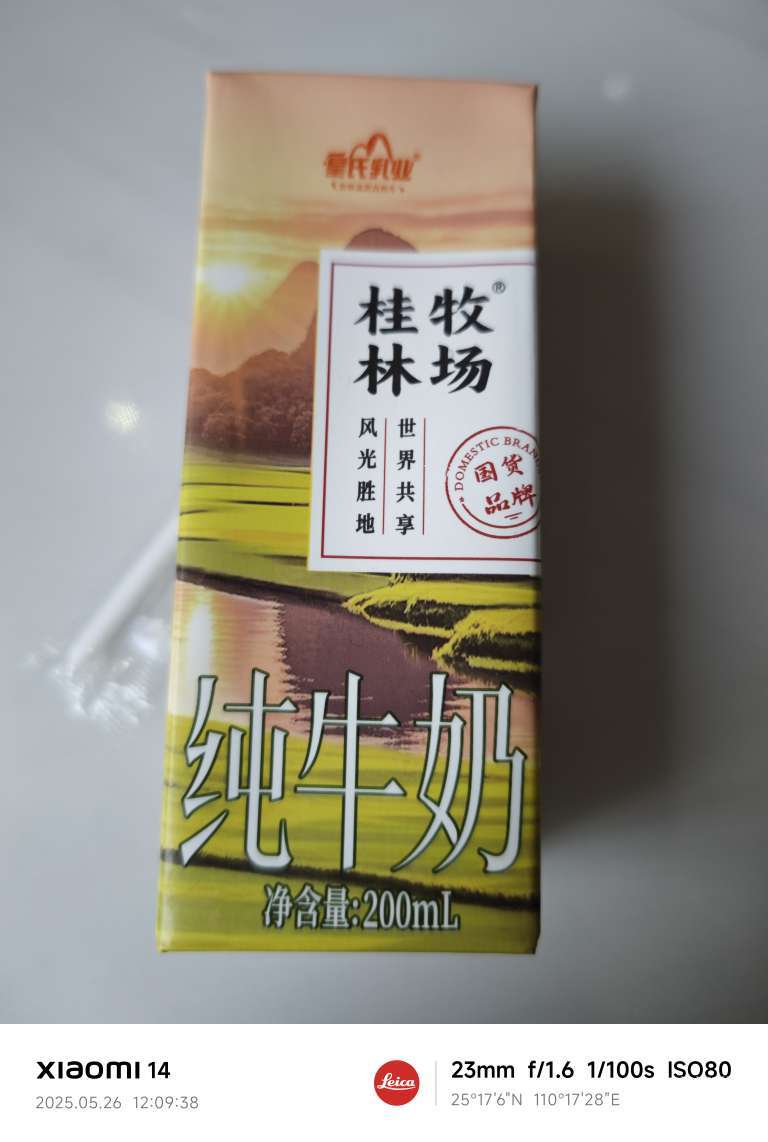 皇氏乳业®
桂林牧场®
风光胜地
世界共享
DOMESTIC BRAND
国货
品牌
纯牛奶
净含量:200mL
xiaomi 14
2025.05.26 12:09:38
Leica
23mm f/1.6 1/100s ISO80
25°17'6"N 110°17'28"E